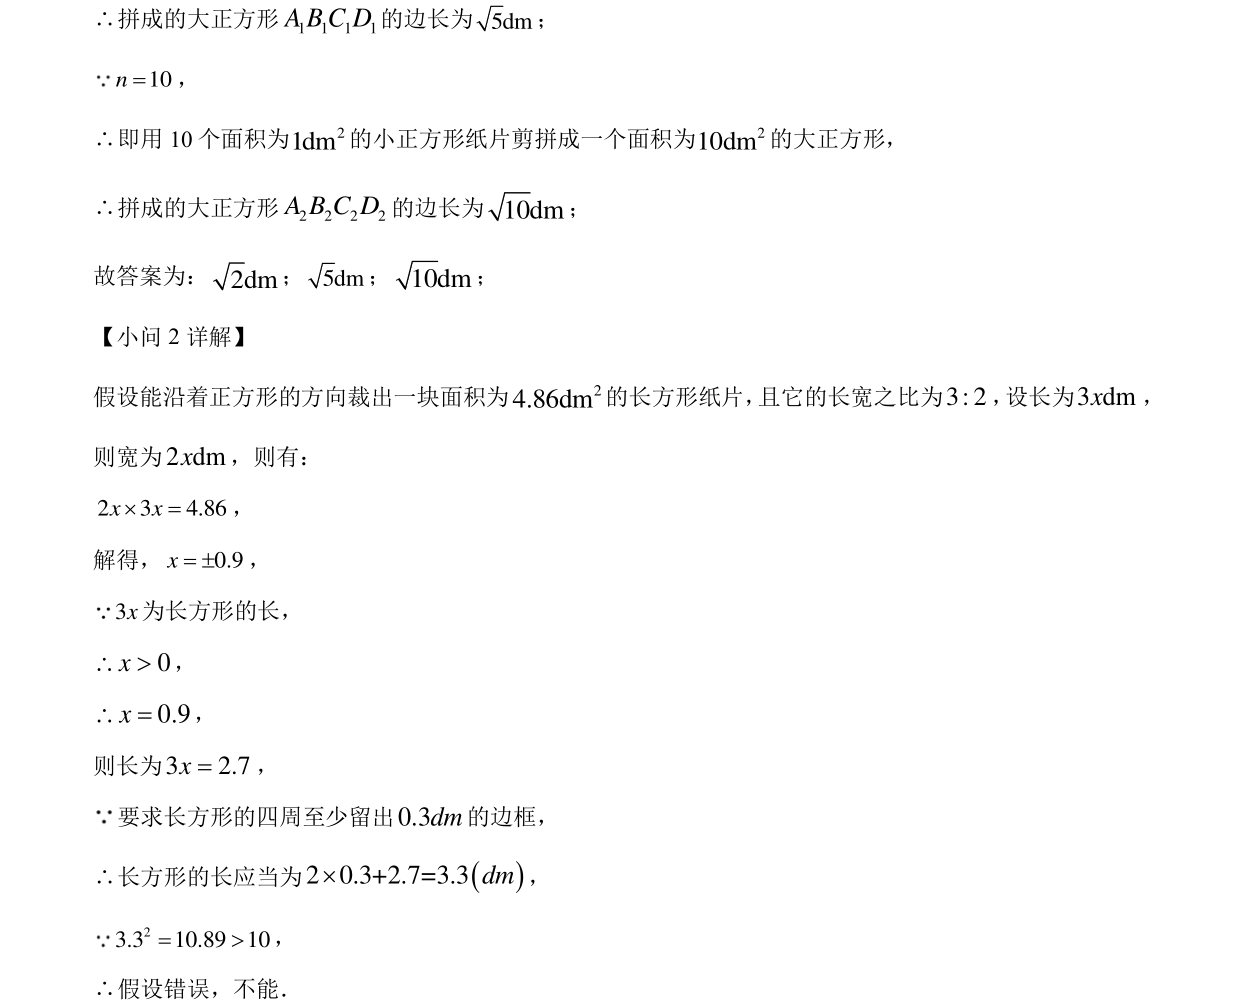 ∴拼成的大正方形 A₁B₁C₁D₁ 的边长为 √5dm；
∵ n = 10，
∴即用 10 个面积为 1dm² 的小正方形纸片剪拼成一个面积为 10dm² 的大正方形，
∴拼成的大正方形 A₂B₂C₂D₂ 的边长为 √10dm；
故答案为：√2dm；√5dm；√10dm；
【小问 2 详解】
假设能沿着正方形的方向裁出一块面积为 4.86dm² 的长方形纸片，且它的长宽之比为 3 : 2，设长为 3xdm，
则宽为 2xdm，则有：
2x × 3x = 4.86，
解得，x = ±0.9，
∵ 3x 为长方形的长，
∴ x > 0，
∴ x = 0.9，
则长为 3x = 2.7，
∵要求长方形的四周至少留出 0.3dm 的边框，
∴长方形的长应当为 2×0.3+2.7=3.3(dm)，
∵ 3.3² = 10.89 > 10，
∴假设错误，不能．